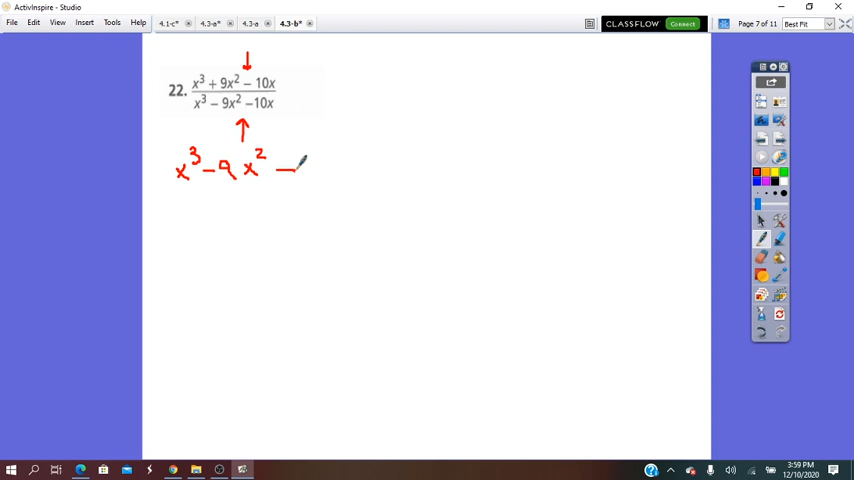 ActivInspire - Studio
File Edit View Insert Tools Help
4.1-c* 4.3-a* 4.3-a 4.3-b*
CLASSFLOW Connect Page 7 of 11 Best Fit
22. x³ + 9x² − 10x
x³ − 9x² −10x
x³ − 9x² −
3:59 PM
12/10/2020